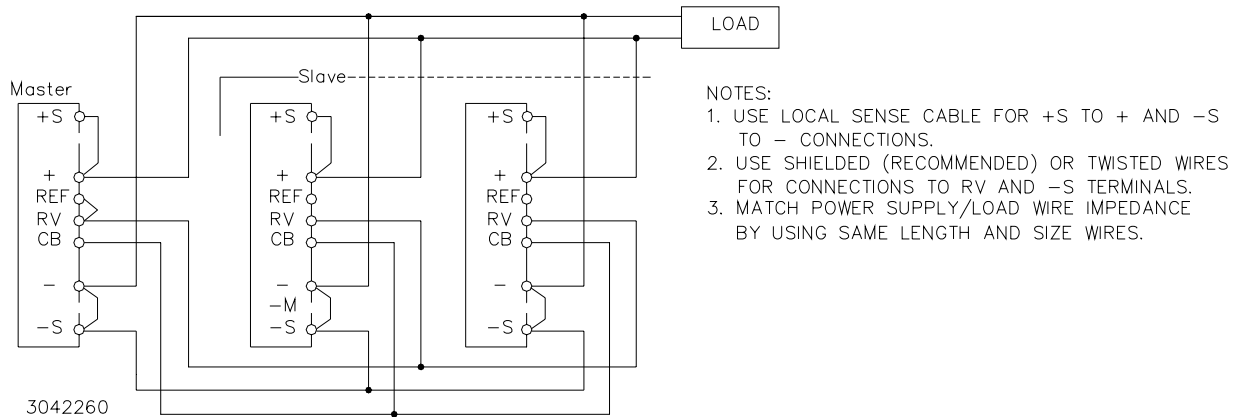 LOAD
Slave
Master
+S
+
REF
RV
CB
-
-S
+S
+
REF
RV
CB
-
-M
-S
+S
+
REF
RV
CB
-
-S
3042260
NOTES:
1. USE LOCAL SENSE CABLE FOR +S TO + AND -S
TO - CONNECTIONS.
2. USE SHIELDED (RECOMMENDED) OR TWISTED WIRES
FOR CONNECTIONS TO RV AND -S TERMINALS.
3. MATCH POWER SUPPLY/LOAD WIRE IMPEDANCE
BY USING SAME LENGTH AND SIZE WIRES.